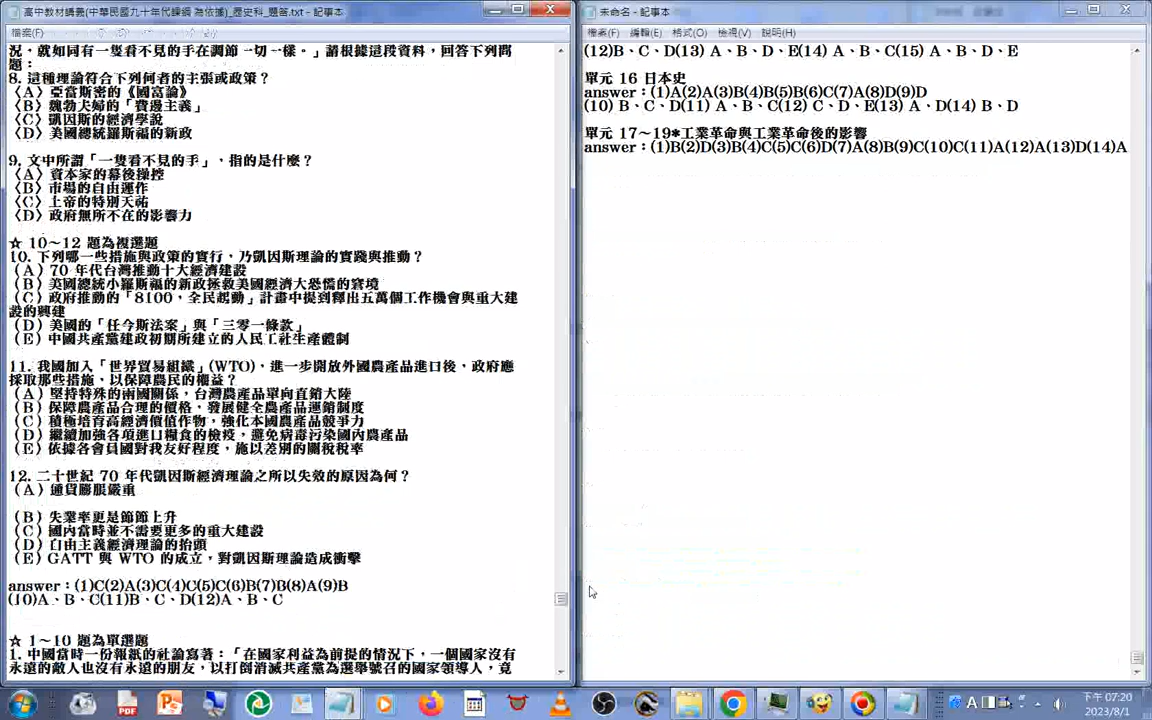 高中教材講義(中華民國九十年代課綱 為依據)_歷史科_題答.txt - 記事本
檔案(F)
況，就如同有一隻看不見的手在調節一切一樣。」請根據這段資料，回答下列問
題：
8. 這種理論符合下列何者的主張或政策？
〈A〉亞當斯密的《國富論》
〈B〉魏勃夫婦的「費邊主義」
〈C〉凱因斯的經濟學說
〈D〉美國總統羅斯福的新政
9. 文中所謂「一隻看不見的手」，指的是什麼？
〈A〉資本家的幕後操控
〈B〉市場的自由運作
〈C〉上帝的特別天祐
〈D〉政府無所不在的影響力
☆ 10～12 題為複選題
10. 下列哪一些措施與政策的實行，乃凱因斯理論的實踐與推動？
（A）70 年代台灣推動十大經濟建設
（B）美國總統小羅斯福的新政拯救美國經濟大恐慌的窘境
（C）政府推動的「8100，全民起動」計畫中提到釋出五萬個工作機會與重大建
設的興建
（D）美國的「任今斯法案」與「三零一條款」
（E）中國共產黨建政初期所建立的人民工社生產體制
11. 我國加入「世界貿易組織」(WTO)，進一步開放外國農產品進口後，政府應
採取那些措施，以保障農民的權益？
（A）堅持特殊的兩國關係，台灣農產品單向直銷大陸
（B）保障農產品合理的價格，發展健全農產品運銷制度
（C）積極培育高經濟價值作物，強化本國農產品競爭力
（D）繼續加強各項進口糧食的檢疫，避免病毒污染國內農產品
（E）依據各會員國對我友好程度，施以差別的關稅稅率
12. 二十世紀 70 年代凱因斯經濟理論之所以失效的原因為何？
（A）通貨膨脹嚴重
（B）失業率更是節節上升
（C）國內當時並不需要更多的重大建設
（D）自由主義經濟理論的抬頭
（E）GATT 與 WTO 的成立，對凱因斯理論造成衝擊
answer：(1)C(2)A(3)C(4)C(5)C(6)B(7)B(8)A(9)B
(10)A、B、C(11)B、C、D(12)A、B、C
☆ 1～10 題為單選題
1. 中國當時一份報紙的社論寫著：「在國家利益為前提的情況下，一個國家沒有
永遠的敵人也沒有永遠的朋友，以打倒消滅共產黨為選舉號召的國家領導人，竟
未命名 - 記事本
檔案(F) 編輯(E) 格式(O) 檢視(V) 說明(H)
(12)B、C、D(13) A、B、D、E(14) A、B、C(15) A、B、D、E
單元 16 日本史
answer：(1)A(2)A(3)B(4)B(5)B(6)C(7)A(8)D(9)D
(10) B、C、D(11) A、B、C(12) C、D、E(13) A、D(14) B、D
單元 17～19*工業革命與工業革命後的影響
answer：(1)B(2)D(3)B(4)C(5)C(6)D(7)A(8)B(9)C(10)C(11)A(12)A(13)D(14)A
PDF
A
下午 07:20
2023/8/1